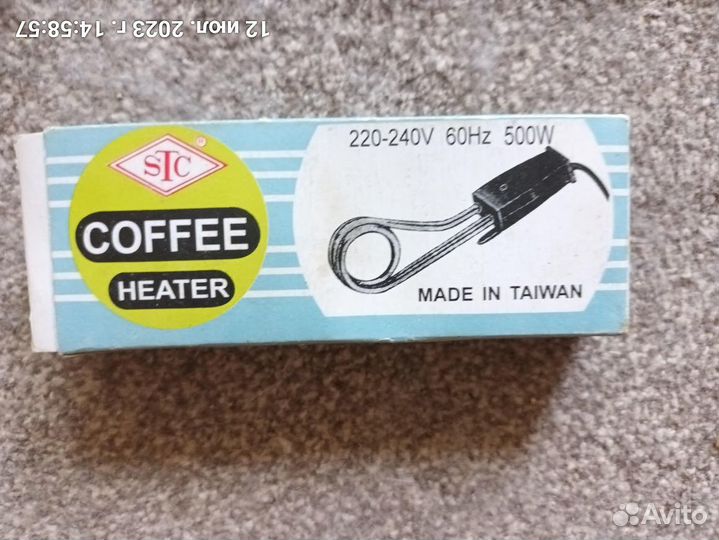 12 июл. 2023 г. 14:58:57
STC
®
COFFEE
HEATER
220-240V 60Hz 500W
MADE IN TAIWAN
Avito